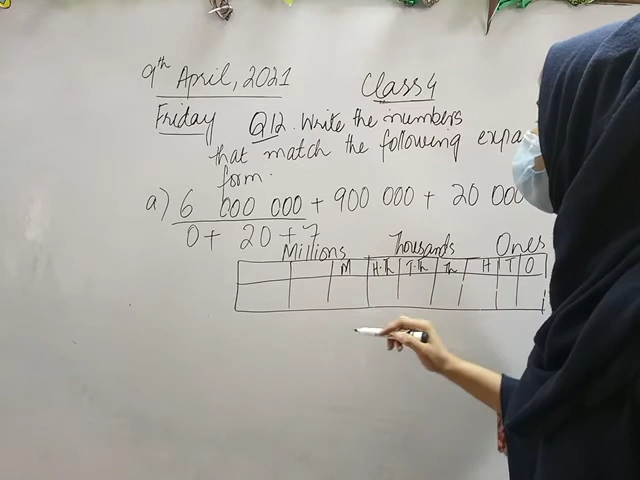 9th April, 2021
Class 4
Friday
Q12. Write the numbers
that match the following expa
form.
a) 6 000 000 + 900 000 + 20 000
0 + 20 + 7
Millions Thousands Ones
M H.Th T.Th Th H T O